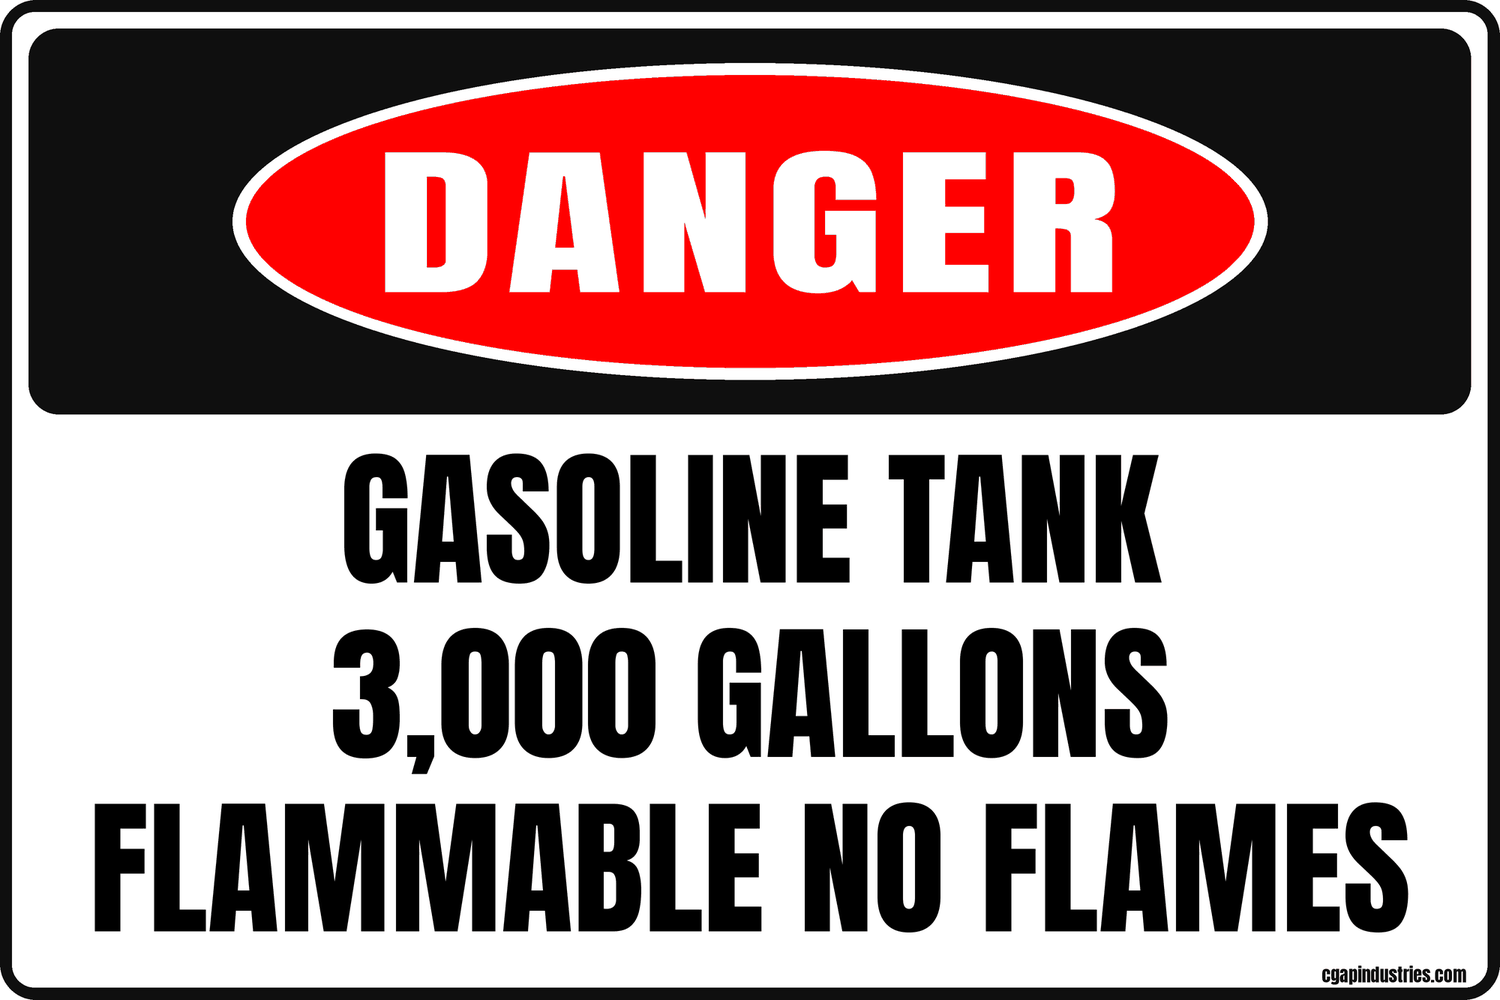 DANGER
GASOLINE TANK
3,000 GALLONS
FLAMMABLE NO FLAMES
cgapindustries.com